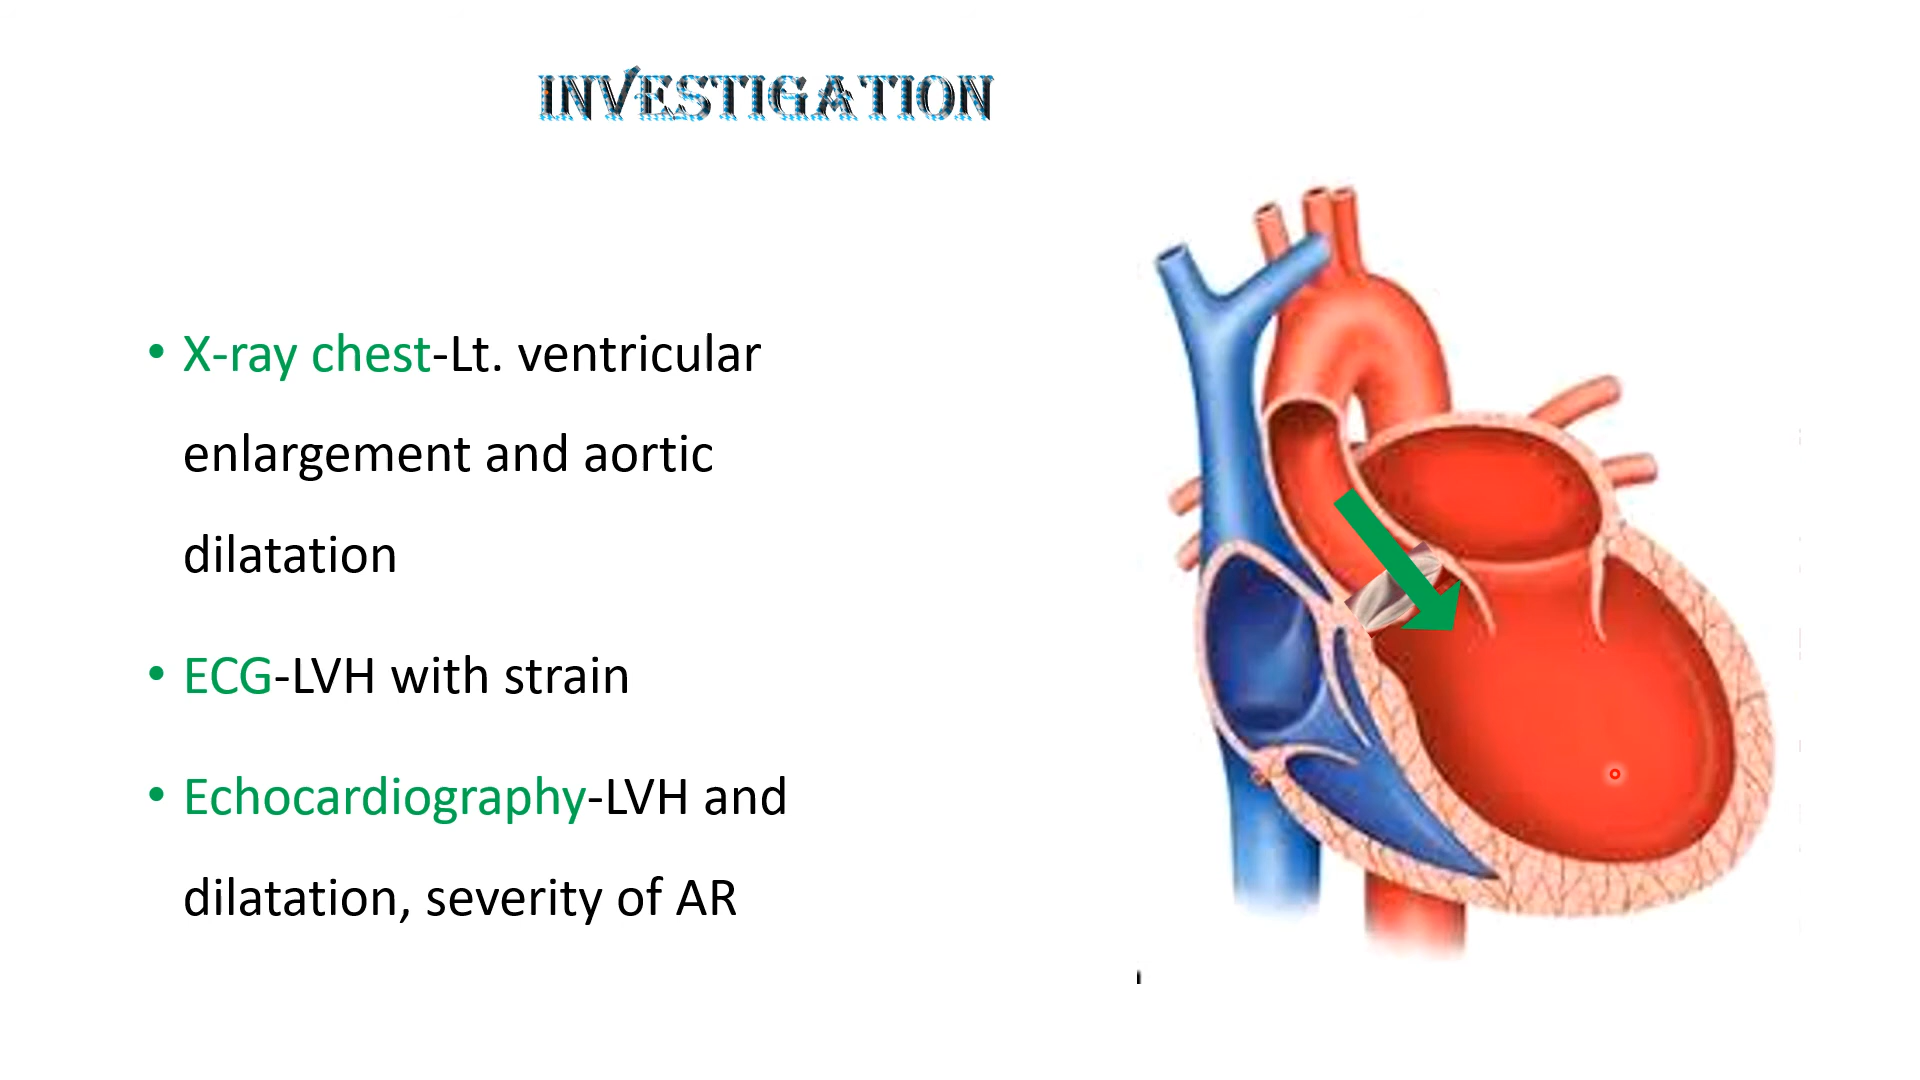 INVESTIGATION
• X-ray chest-Lt. ventricular
enlargement and aortic
dilatation
• ECG-LVH with strain
• Echocardiography-LVH and
dilatation, severity of AR